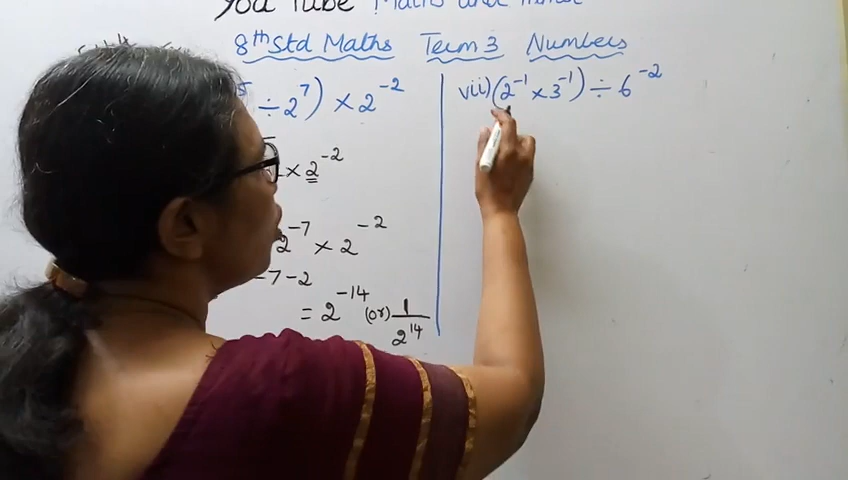 You Tube Maths and
8th Std Maths Term 3 Numbers
÷ 2⁷) × 2⁻²
× 2⁻²
2⁻⁷ × 2⁻²
-7-2
= 2⁻¹⁴ (or) 1/2¹⁴
viii) (2⁻¹ × 3⁻¹) ÷ 6⁻²